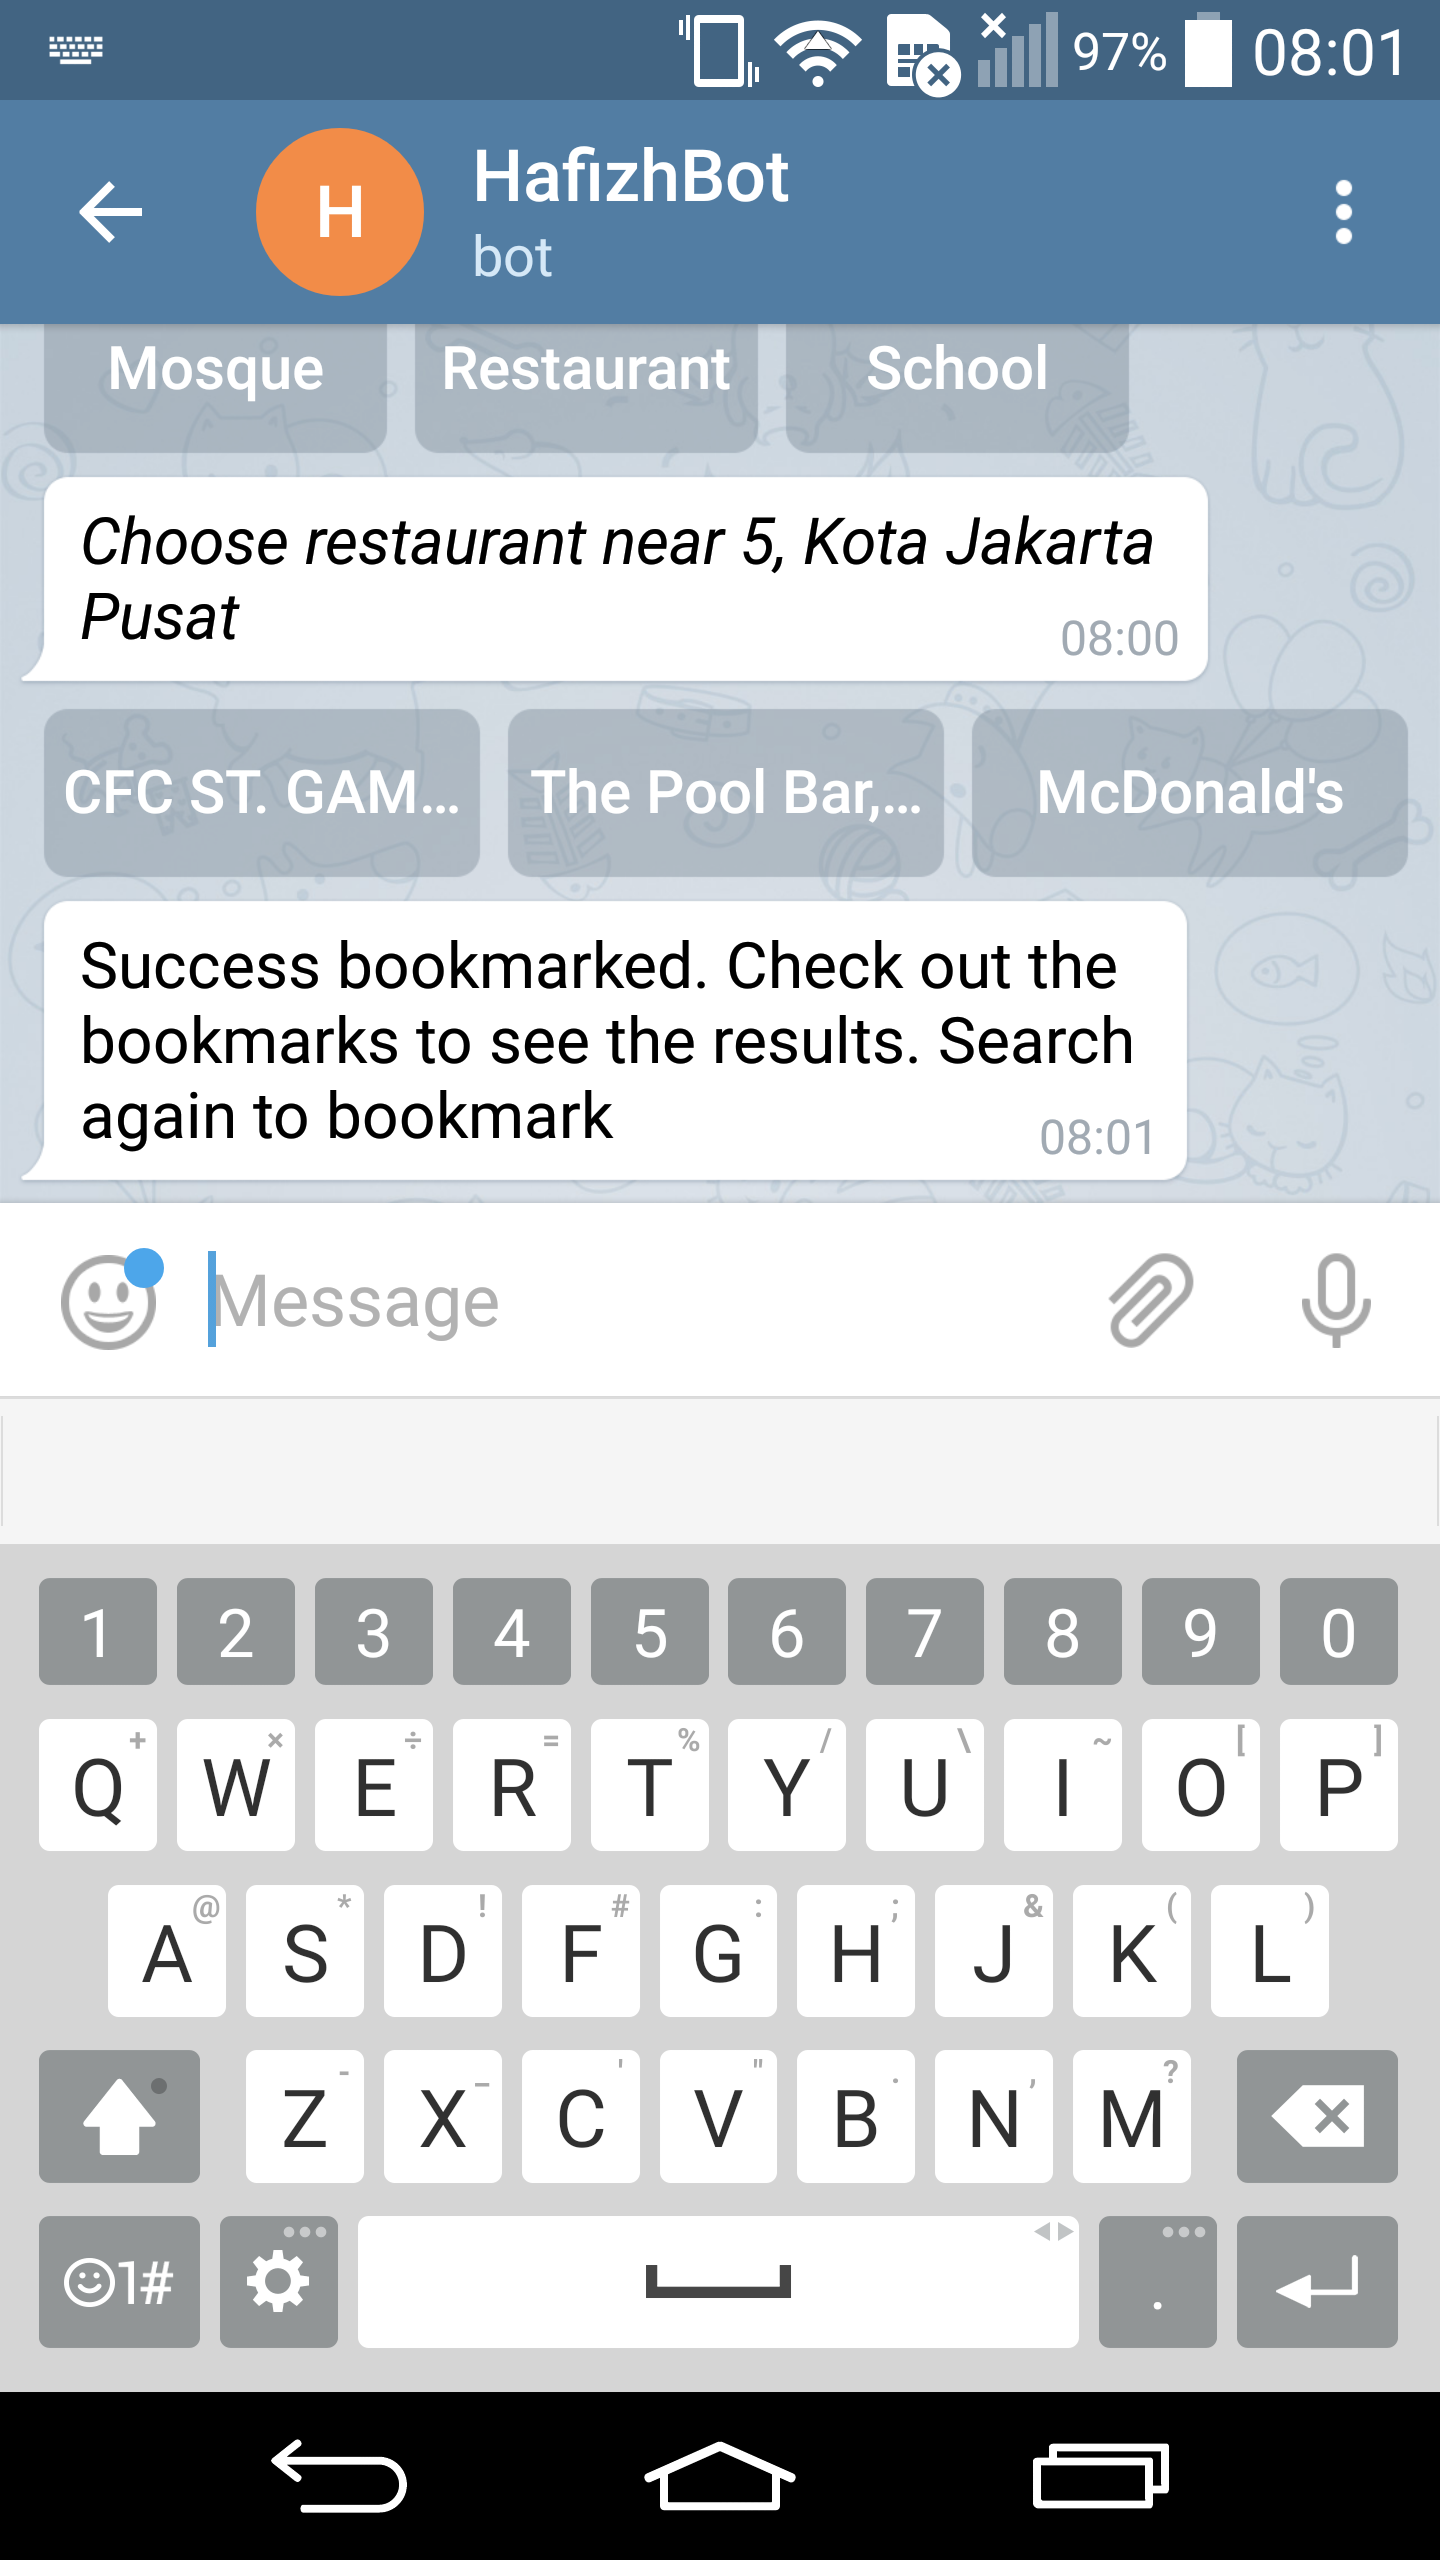 97% 08:01
H
HafizhBot
bot
Mosque Restaurant School
Choose restaurant near 5, Kota Jakarta
Pusat
08:00
CFC ST. GAM... The Pool Bar,... McDonald's
Success bookmarked. Check out the
bookmarks to see the results. Search
again to bookmark
08:01
Message
1 2 3 4 5 6 7 8 9 0
+ × ÷ = % / \ ~ [ ]
Q W E R T Y U I O P
@ * ! # : ; & ( )
A S D F G H J K L
- _ ' " . , ?
Z X C V B N M
1# .